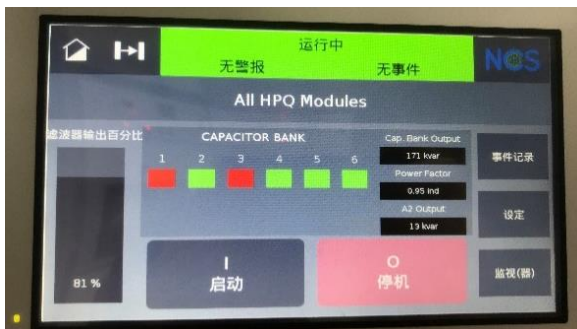 运行中
无警报 无事件
NCS
All HPQ Modules
滤波器输出百分比
CAPACITOR BANK
1 2 3 4 5 6
Cap. Bank Output
171 kvar
Power Factor
0.95 ind
A2 Output
13 kvar
事件记录
设定
监视(器)
81 %
I
启动
O
停机